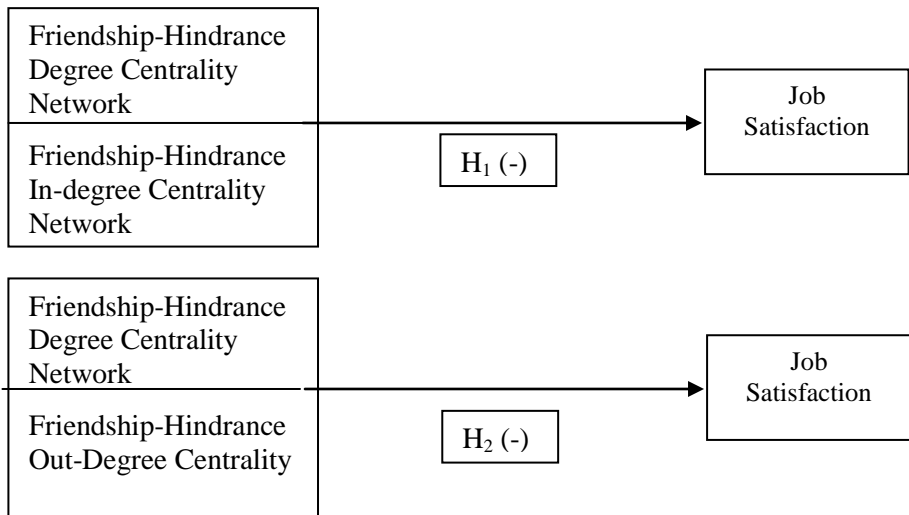 Friendship-Hindrance
Degree Centrality
Network
Friendship-Hindrance
In-degree Centrality
Network
H₁ (-)
Job
Satisfaction
Friendship-Hindrance
Degree Centrality
Network
Friendship-Hindrance
Out-Degree Centrality
H₂ (-)
Job
Satisfaction